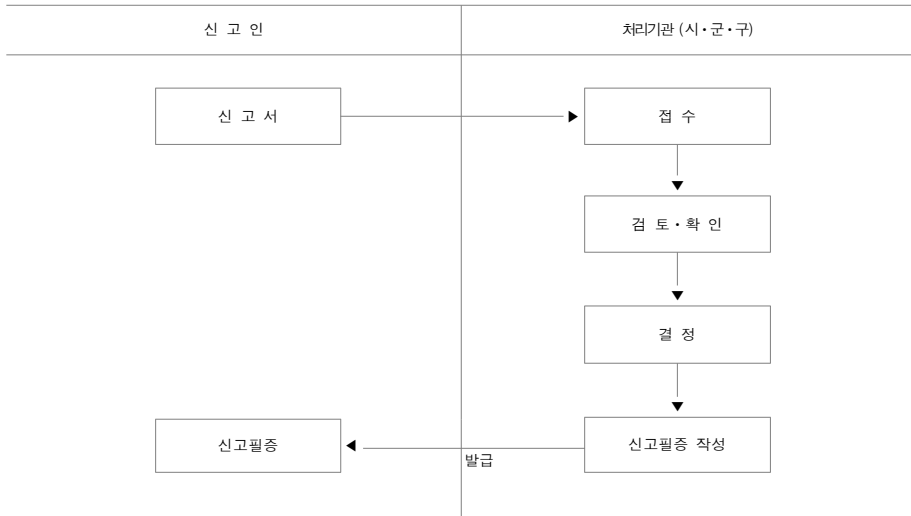 신 고 인
처리기관 (시·군·구)
신 고 서
접 수
검 토·확 인
결 정
신고필증
신고필증 작성
발급